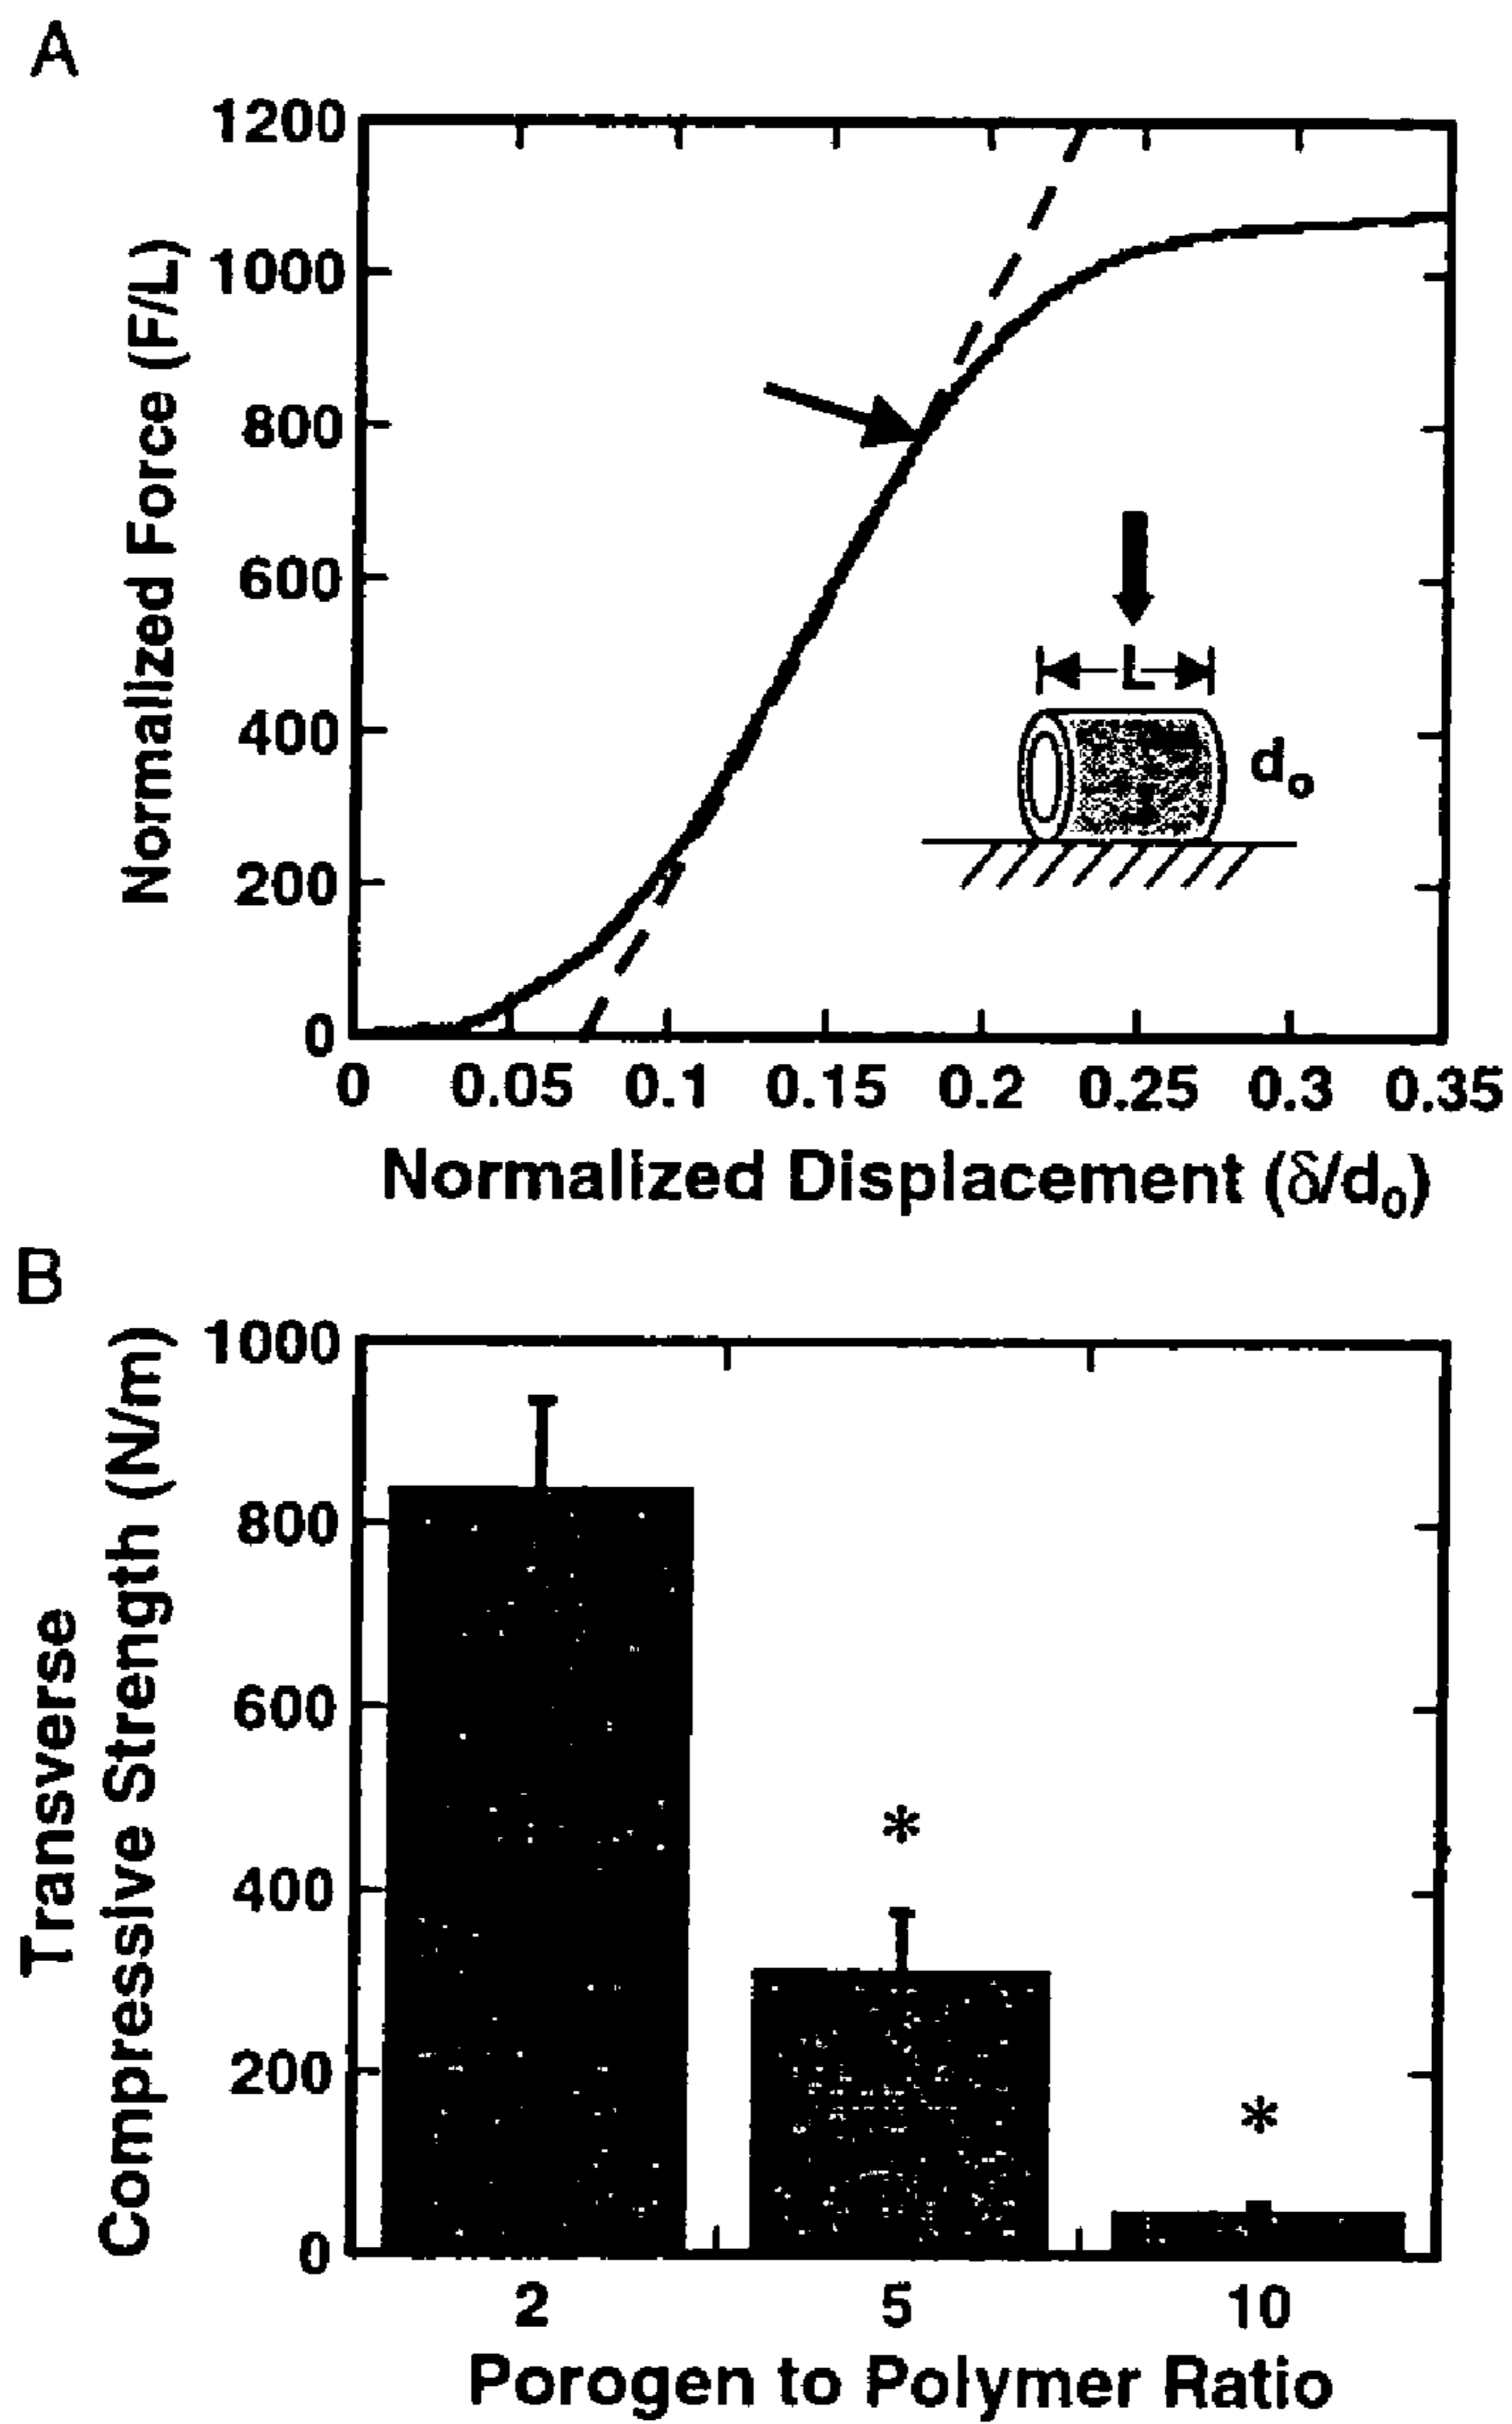 A
1200
1000
800
600
400
200
0
Normalized Force (F/L)
L
do
0 0.05 0.1 0.15 0.2 0.25 0.3 0.35
Normalized Displacement (δ/d0)
B
1000
800
600
400
200
0
Transverse
Compressive Strength (N/m)
*
*
2 5 10
Porogen to Polymer Ratio